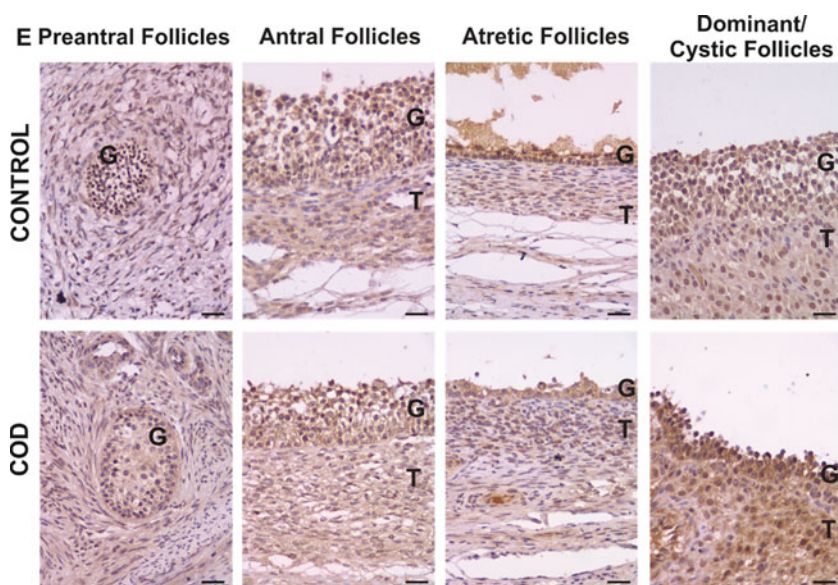 E Preantral Follicles Antral Follicles Atretic Follicles Dominant/
Cystic Follicles
CONTROL
G G G G
T T T
COD
G G G G
T T T